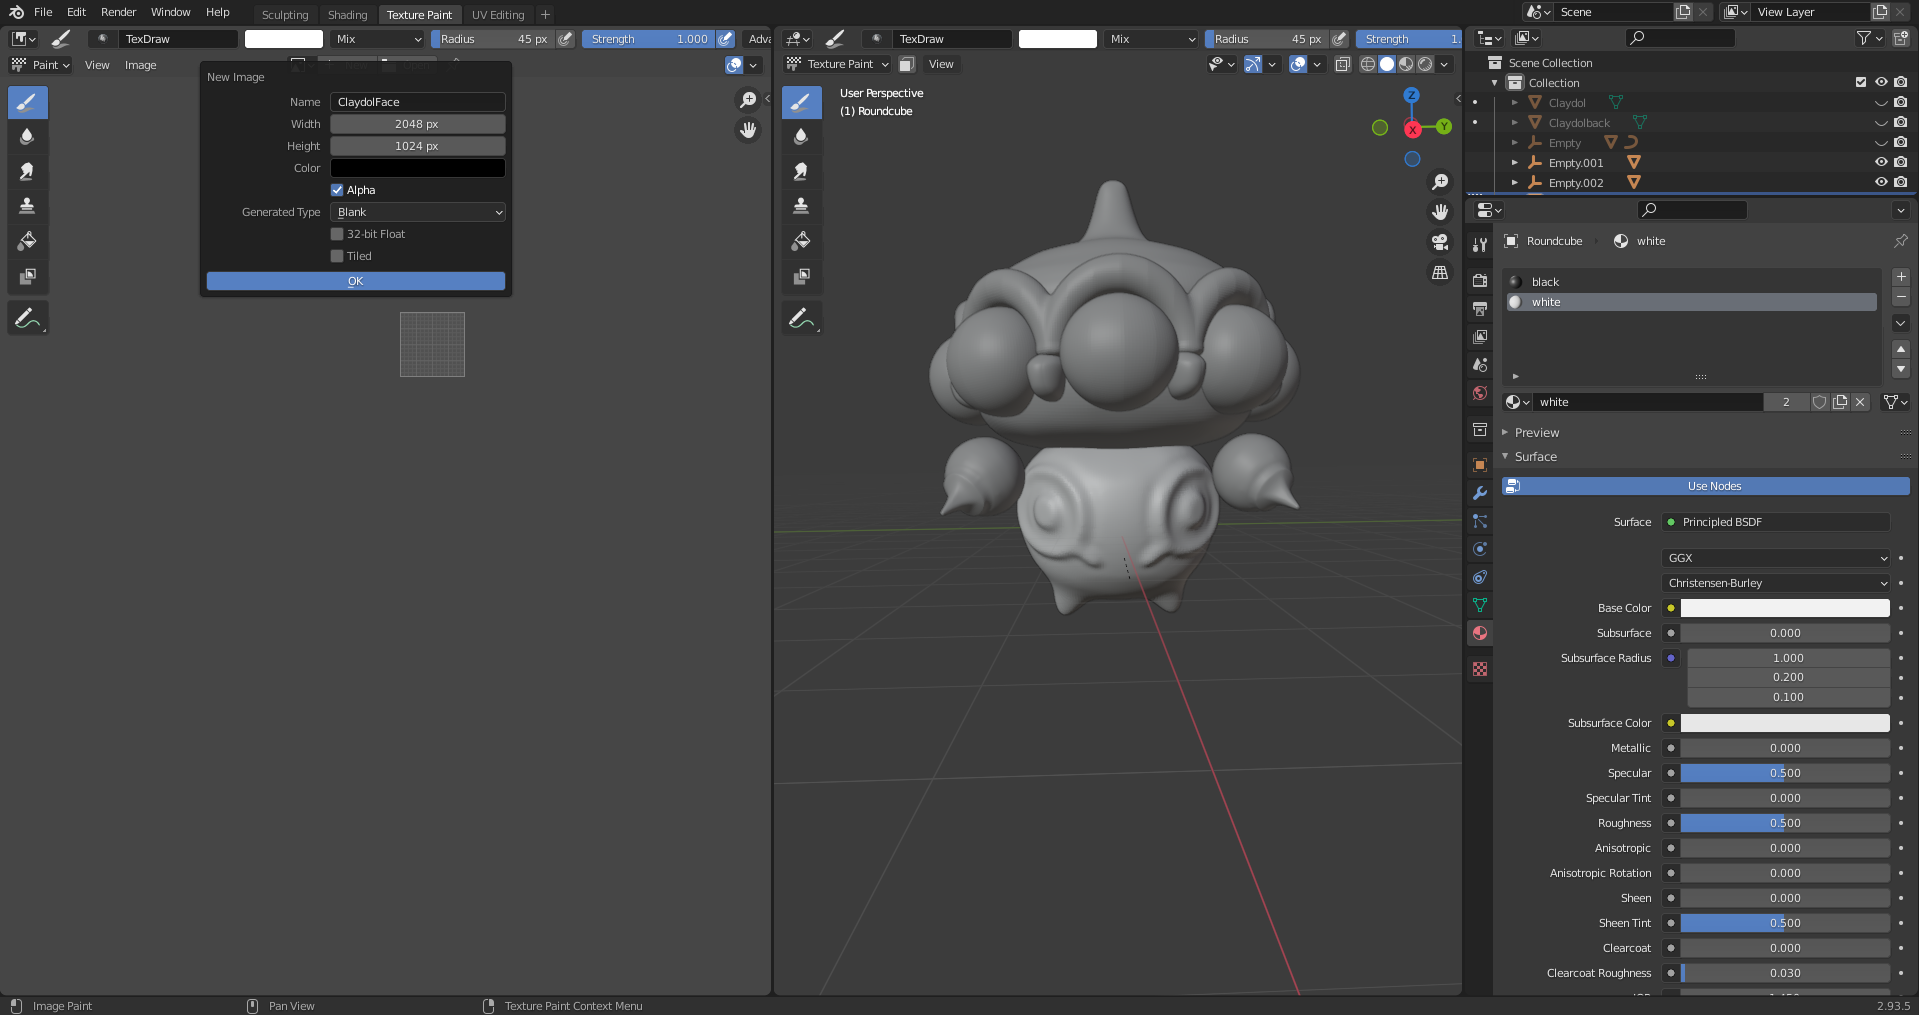 File Edit Render Window Help Sculpting Shading Texture Paint UV Editing + Scene View Layer
TexDraw Mix Radius 45 px Strength 1.000 Adva TexDraw Mix Radius 45 px Strength 1.
Paint View Image Texture Paint View
New Image
Name ClaydolFace
Width 2048 px
Height 1024 px
Color
Alpha
Generated Type Blank
32-bit Float
Tiled
OK
User Perspective
(1) Roundcube
Z
Y
X
Scene Collection
Collection
Claydol
Claydolback
Empty
Empty.001
Empty.002
Roundcube white
black
white
white 2
Preview
Surface
Use Nodes
Surface Principled BSDF
GGX
Christensen-Burley
Base Color
Subsurface 0.000
Subsurface Radius 1.000
0.200
0.100
Subsurface Color
Metallic 0.000
Specular 0.500
Specular Tint 0.000
Roughness 0.500
Anisotropic 0.000
Anisotropic Rotation 0.000
Sheen 0.000
Sheen Tint 0.500
Clearcoat 0.000
Clearcoat Roughness 0.030
Image Paint Pan View Texture Paint Context Menu 2.93.5